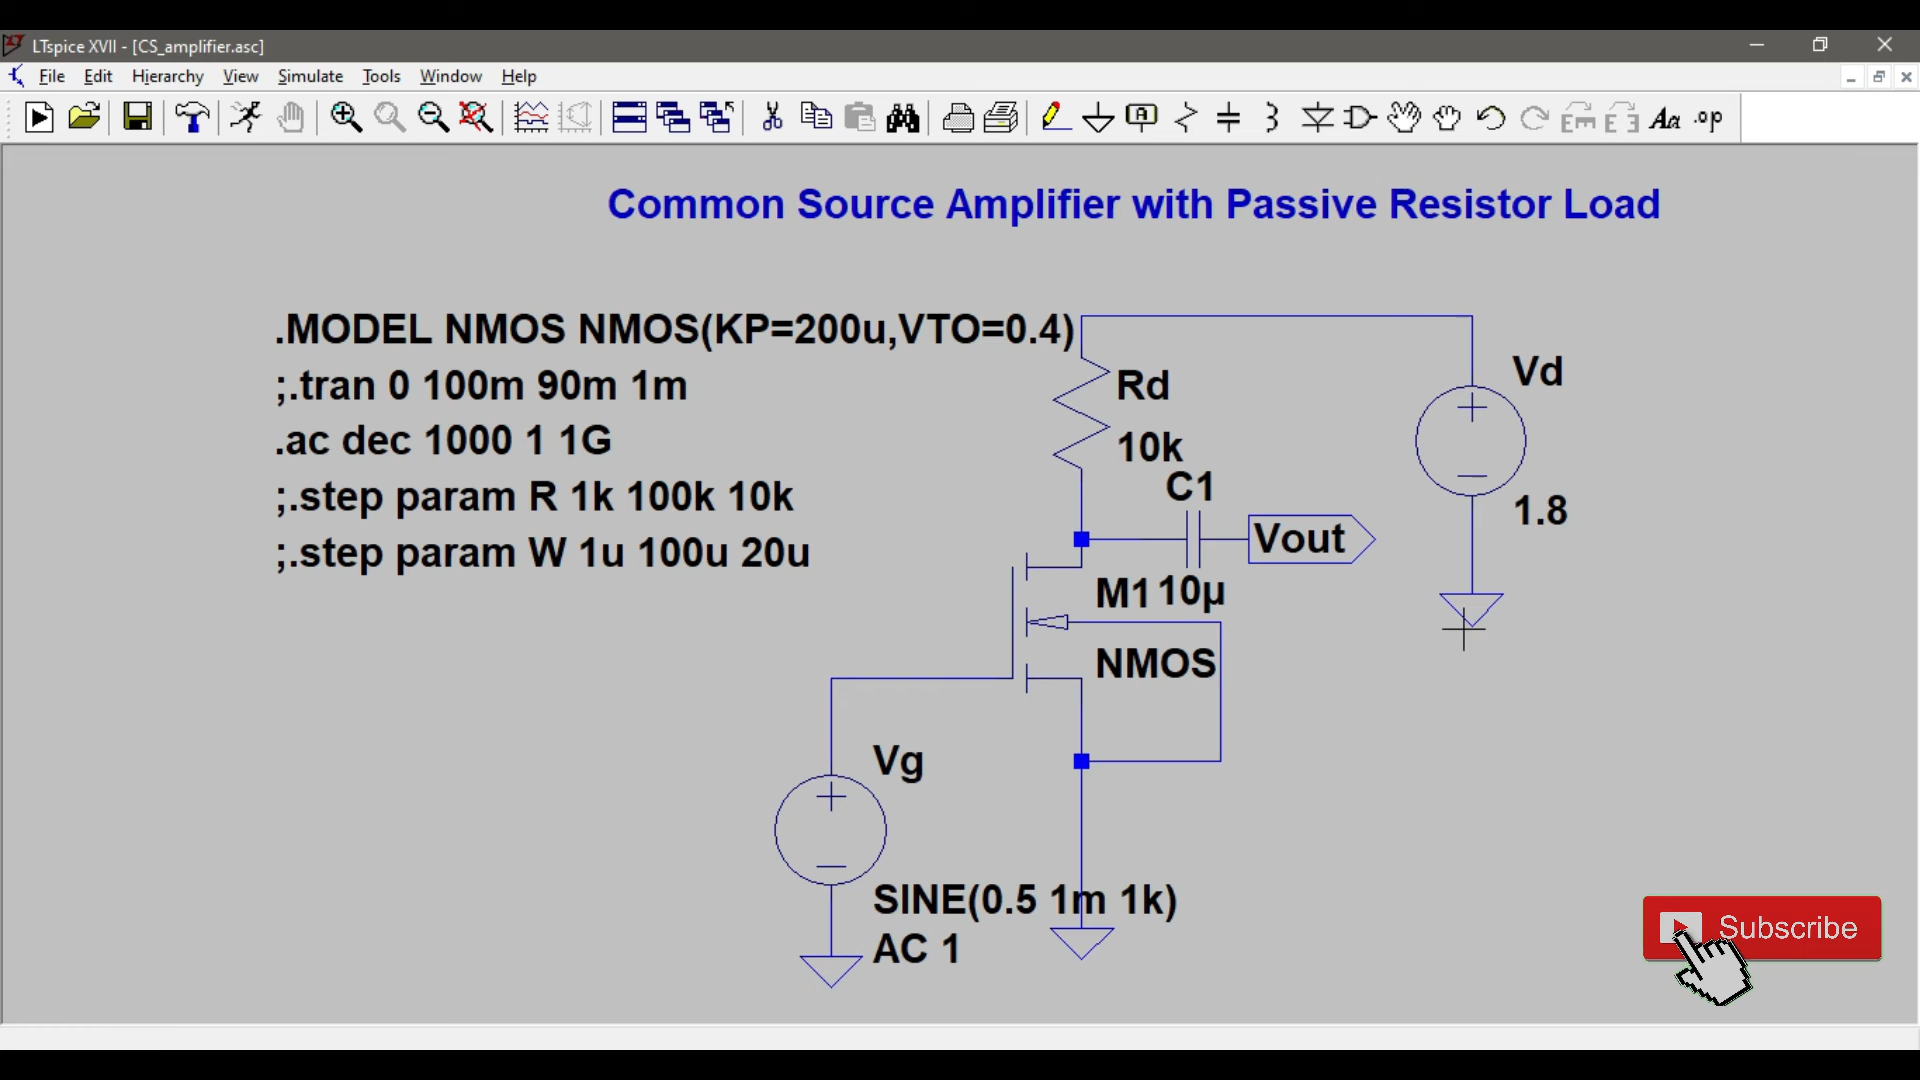 LTspice XVII - [CS_amplifier.asc]
File Edit Hierarchy View Simulate Tools Window Help
A Aa .op
Common Source Amplifier with Passive Resistor Load
.MODEL NMOS NMOS(KP=200u,VTO=0.4)
;.tran 0 100m 90m 1m
.ac dec 1000 1 1G
;.step param R 1k 100k 10k
;.step param W 1u 100u 20u
Rd
10k
Vd
1.8
C1
10µ
Vout
M1
NMOS
Vg
SINE(0.5 1m 1k)
AC 1
Subscribe